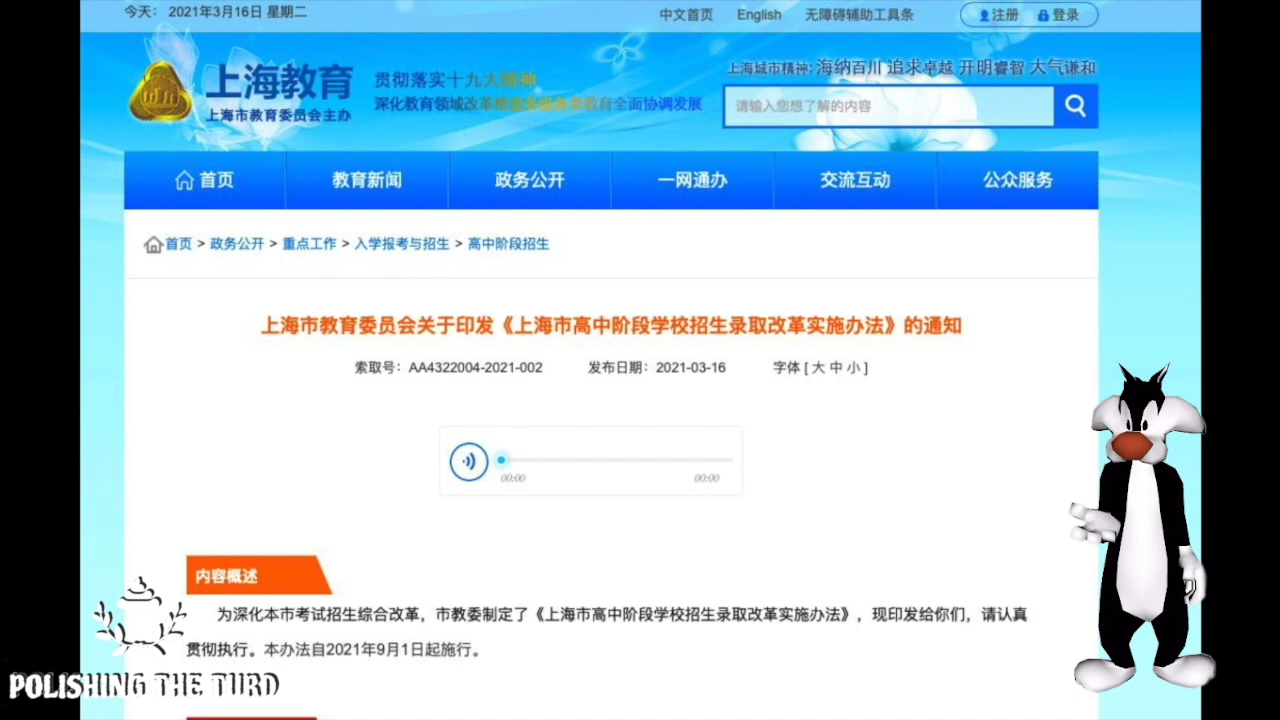 今天： 2021年3月16日 星期二
中文首页 English 无障碍辅助工具条 注册 登录
上海教育
上海市教育委员会主办
贯彻落实十九大精神
深化教育领域改革 教育全面协调发展
上海城市精神: 海纳百川 追求卓越 开明睿智 大气谦和
请输入您想了解的内容
首页 教育新闻 政务公开 一网通办 交流互动 公众服务
首页 > 政务公开 > 重点工作 > 入学报考与招生 > 高中阶段招生
上海市教育委员会关于印发《上海市高中阶段学校招生录取改革实施办法》的通知
索取号： AA4322004-2021-002 发布日期： 2021-03-16 字体 [ 大 中 小 ]
00:00 00:00
内容概述
为深化本市考试招生综合改革，市教委制定了《上海市高中阶段学校招生录取改革实施办法》，现印发给你们，请认真
贯彻执行。本办法自2021年9月1日起施行。
POLISHING THE TURD